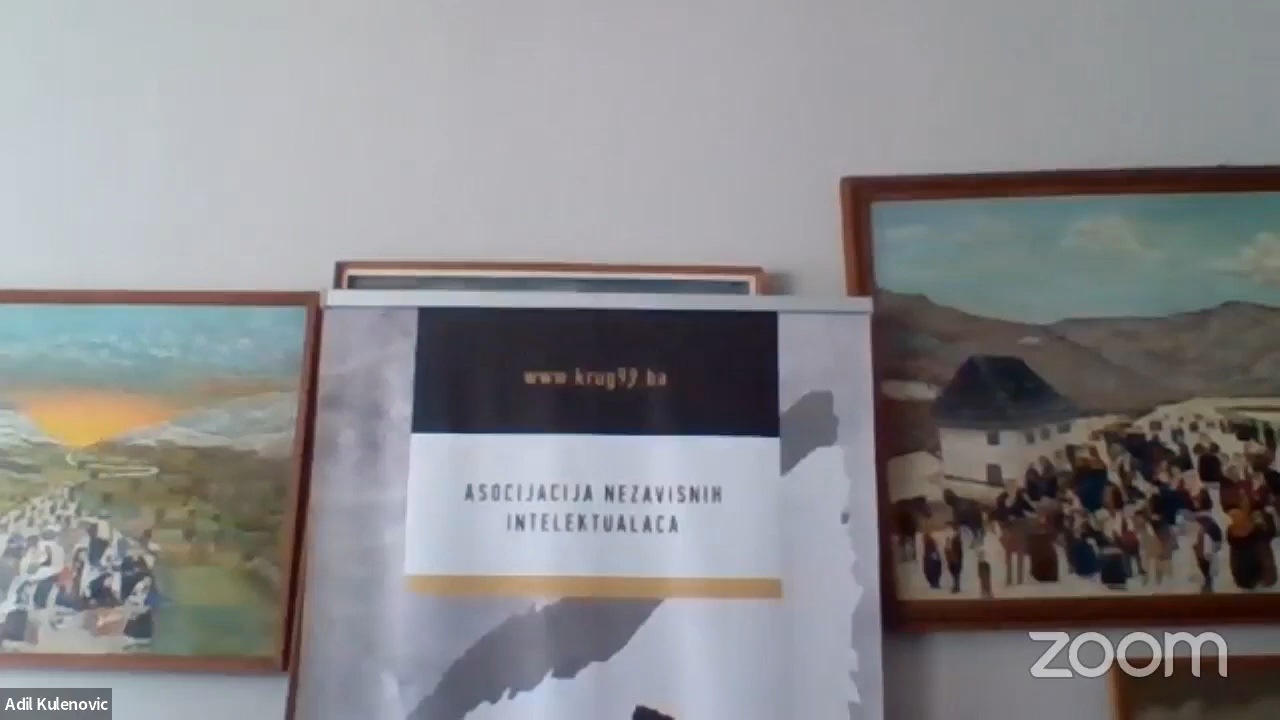 www.krug99.ba
ASOCIJACIJA NEZAVISNIH
INTELEKTUALACA
zoom
Adil Kulenovic